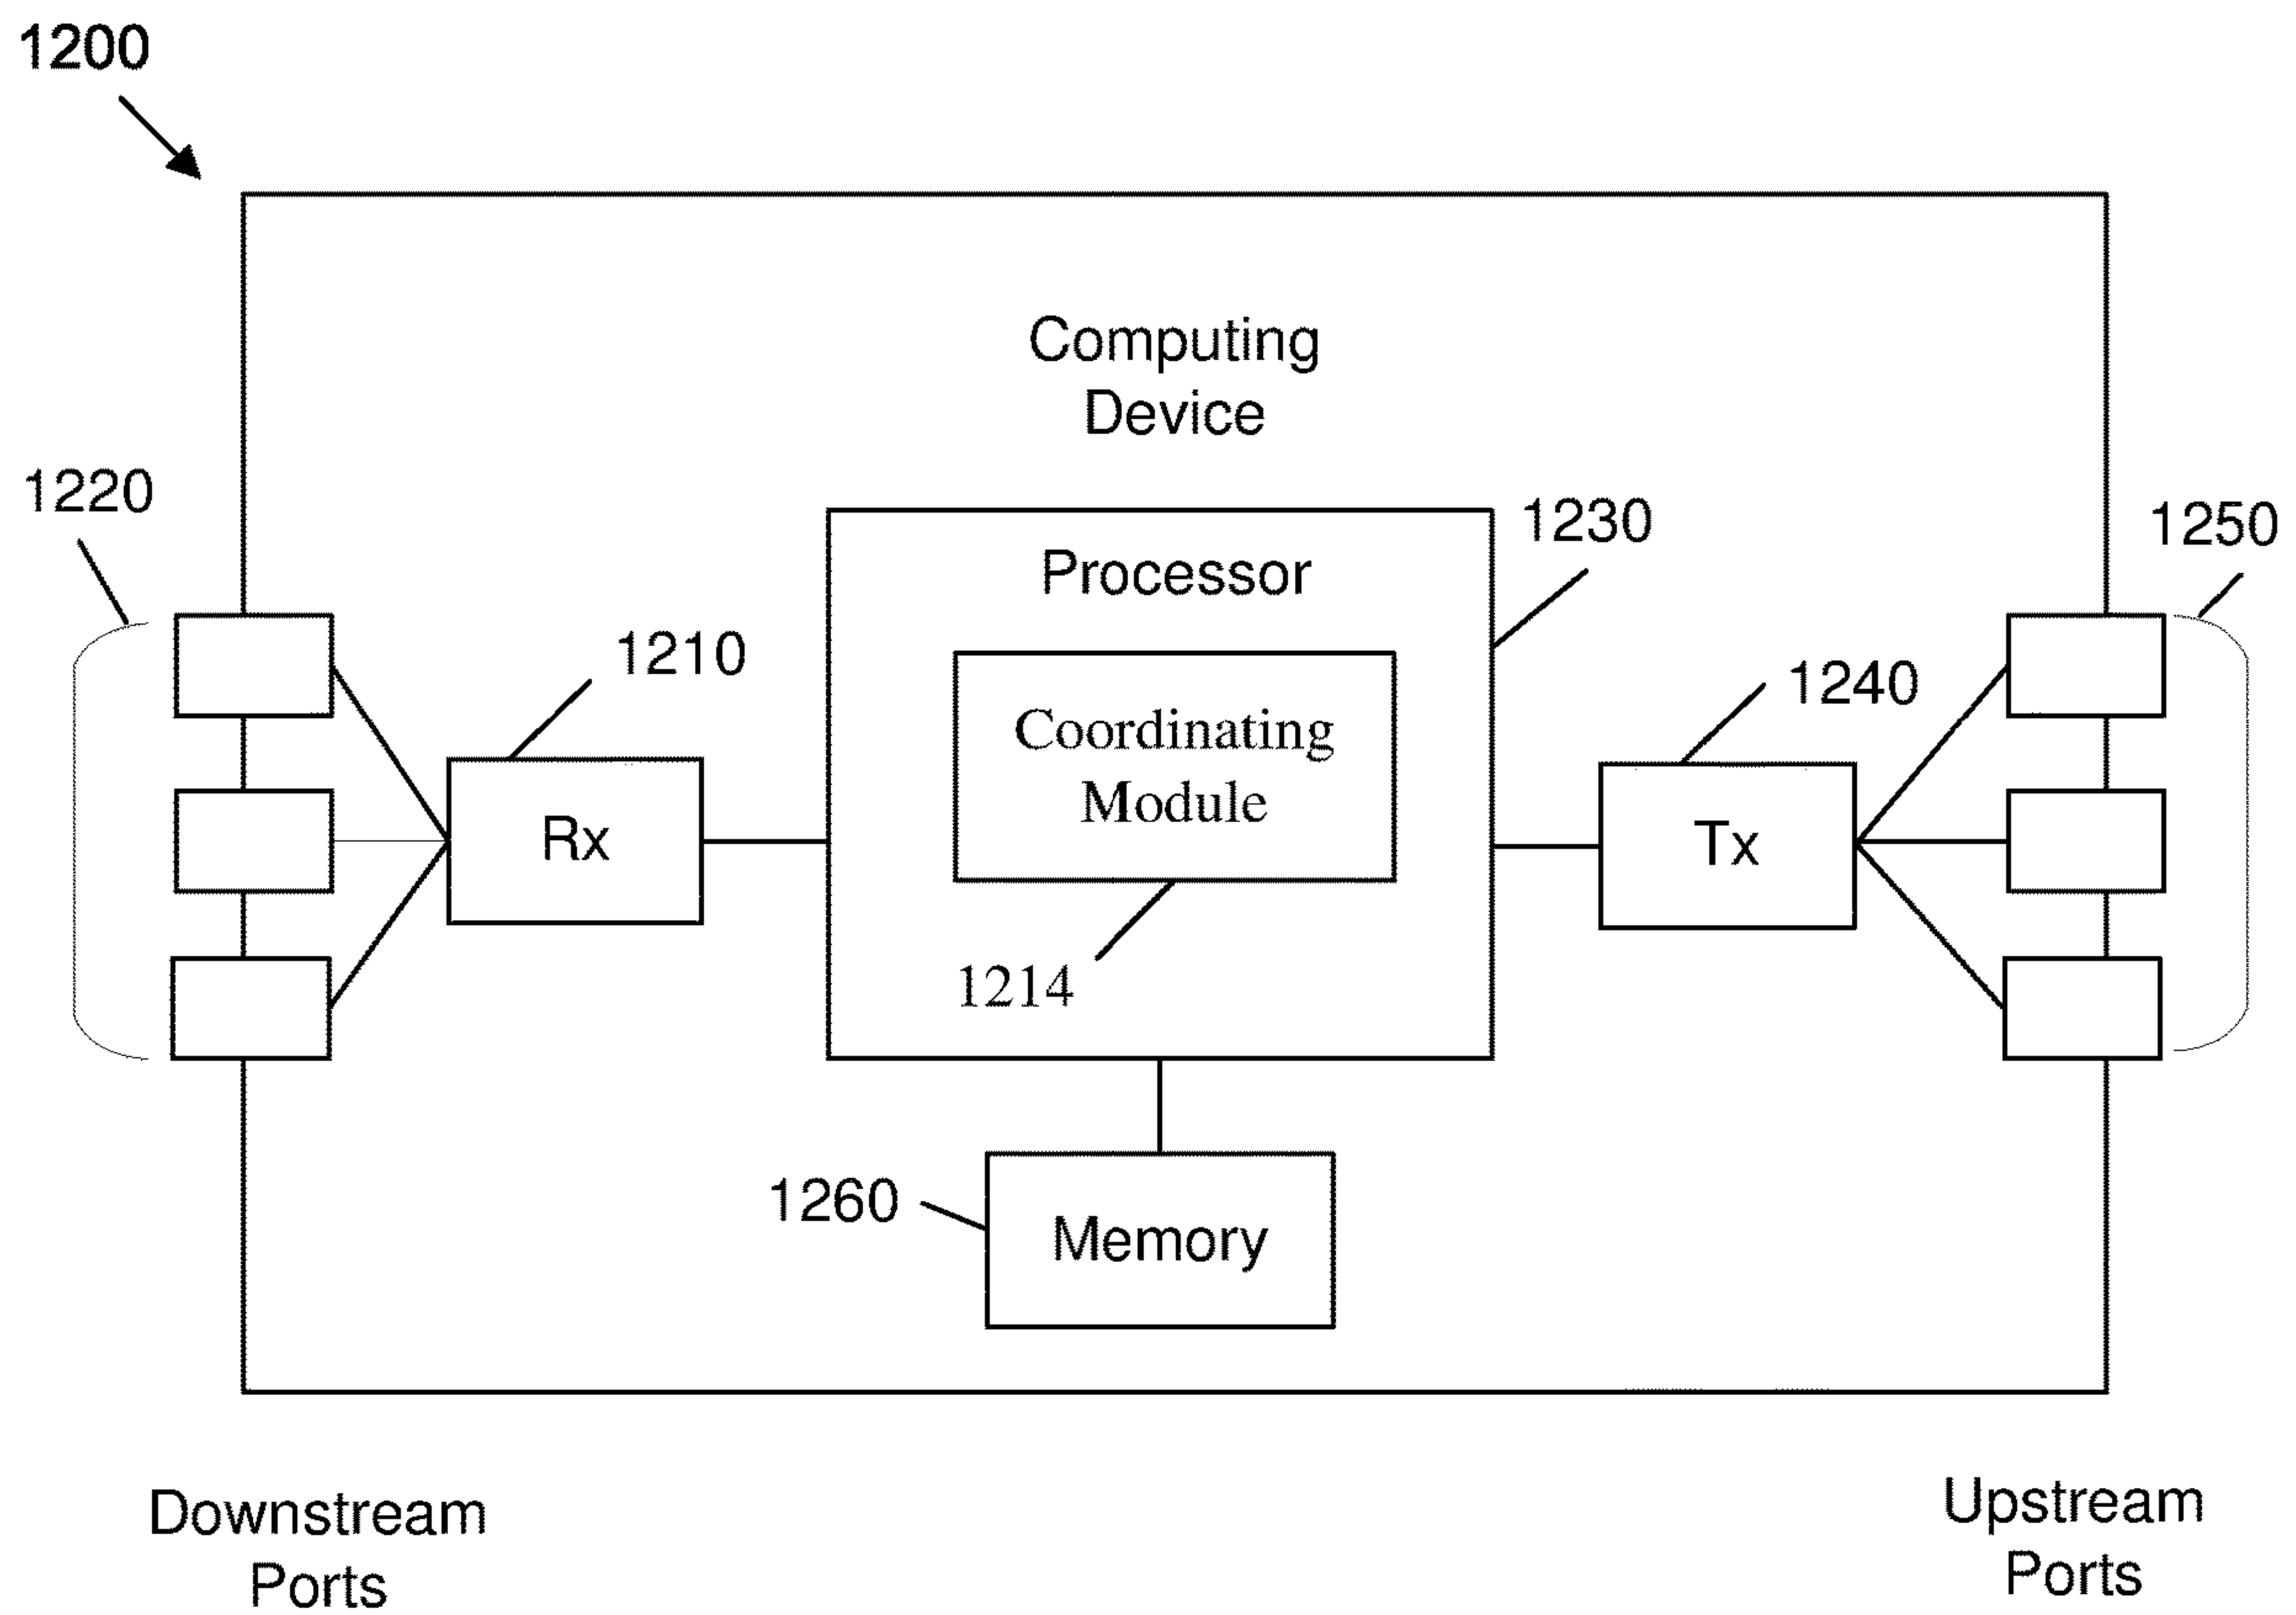 1200
Computing
Device
1220
1230
1250
Processor
1210
1240
Coordinating
Module
Rx
Tx
1214
1260
Memory
Downstream
Ports
Upstream
Ports